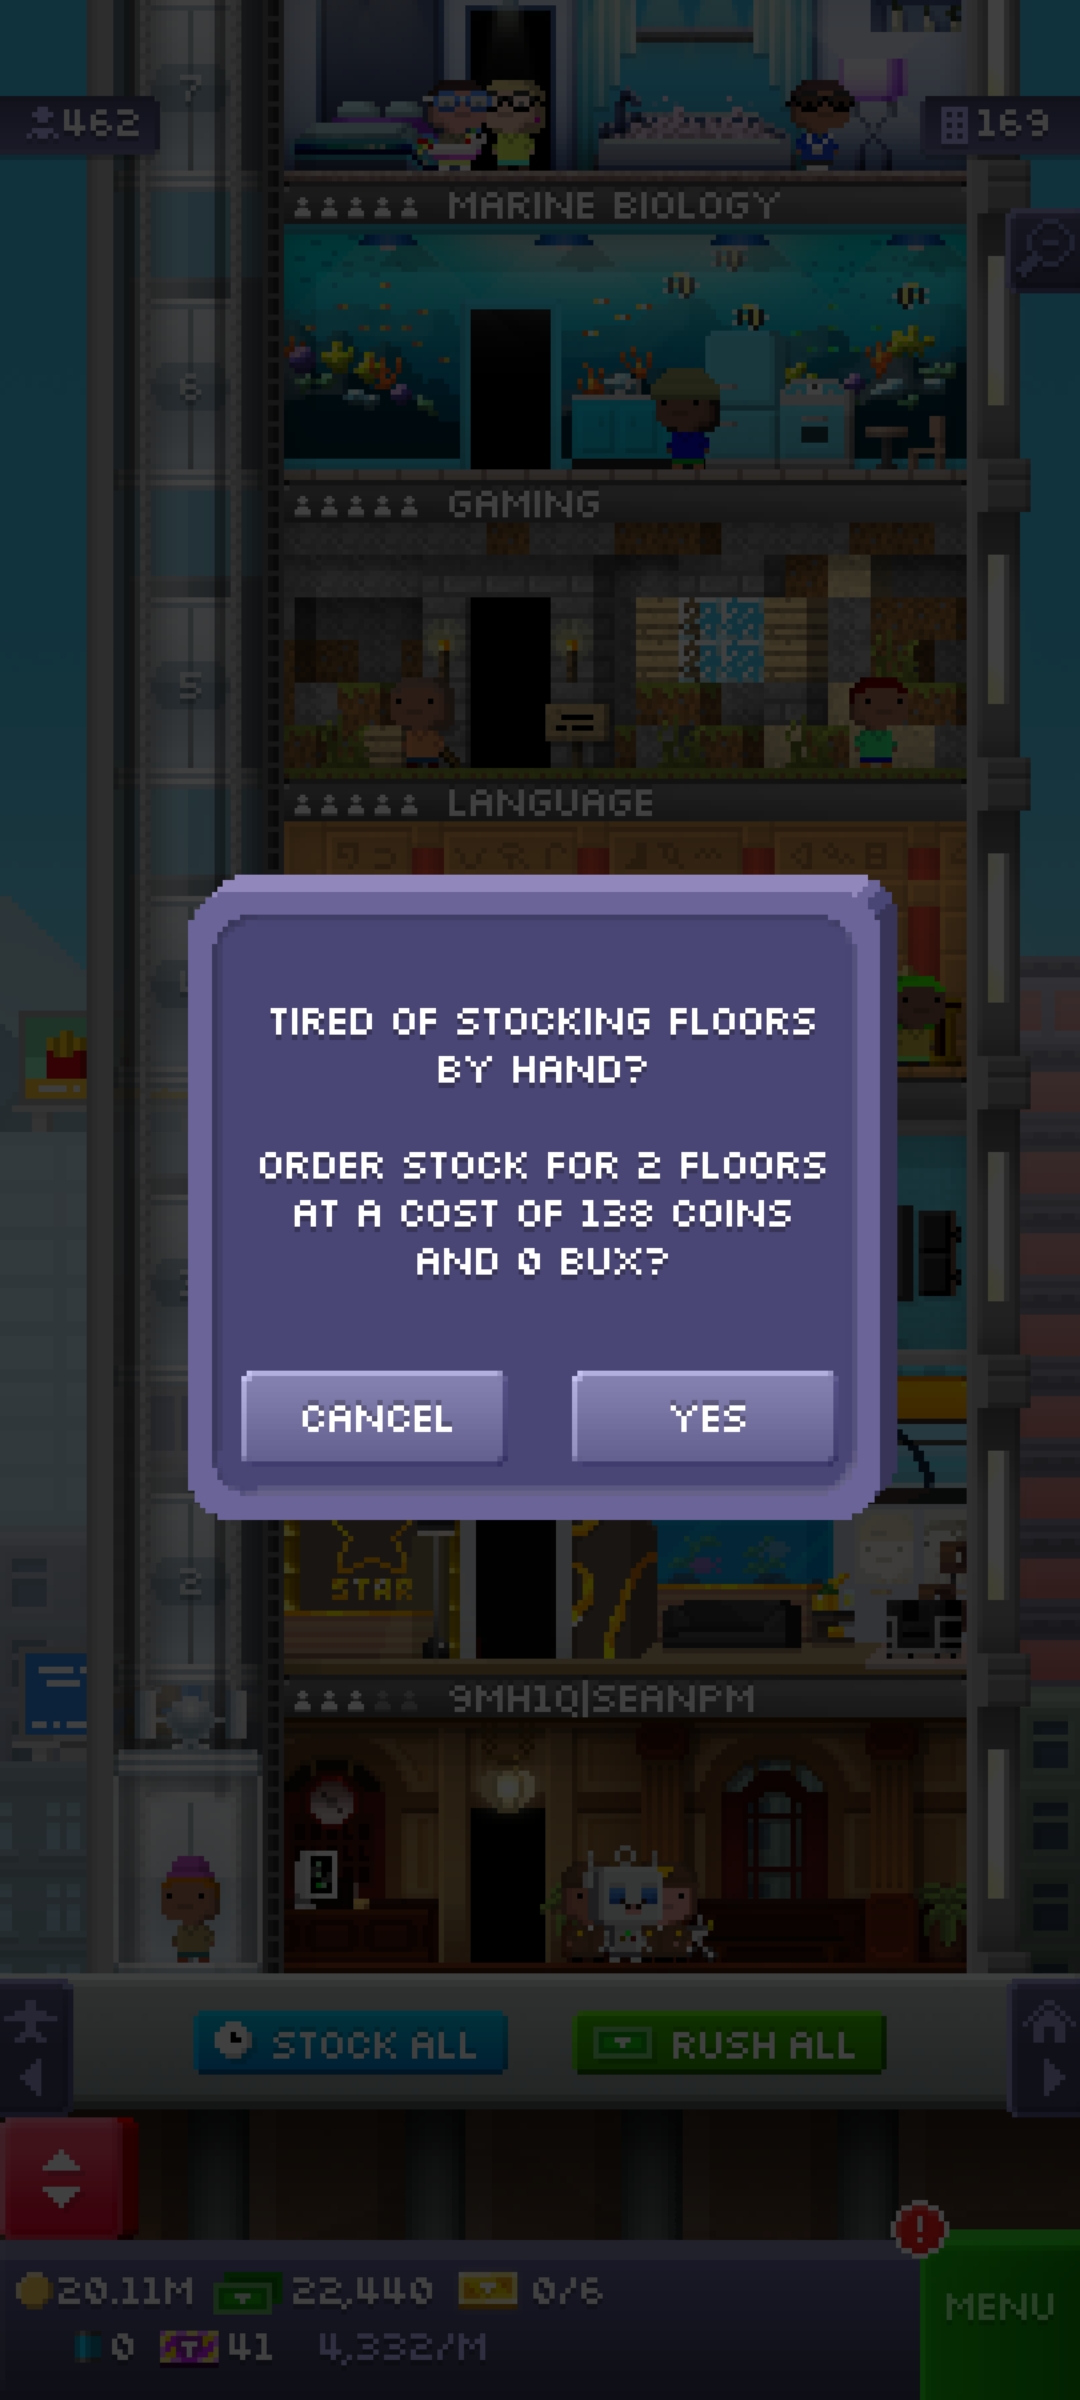 7
462
169
MARINE BIOLOGY
6
GAMING
5
LANGUAGE
TIRED OF STOCKING FLOORS
BY HAND?
ORDER STOCK FOR 2 FLOORS
AT A COST OF 138 COINS
AND 0 BUX?
CANCEL
YES
STAR
2
9MH1Q|SEANPM
STOCK ALL
RUSH ALL
!
20.11M
22,440
0/6
MENU
0
41
4,332/M